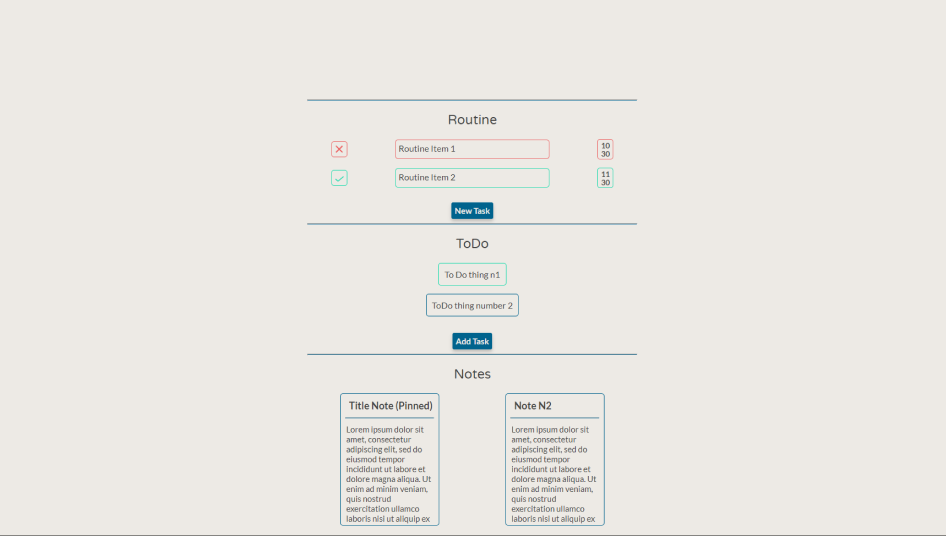 Routine
Routine Item 1
10
30
Routine Item 2
11
30
New Task
ToDo
To Do thing n1
ToDo thing number 2
Add Task
Notes
Title Note (Pinned)
Lorem ipsum dolor sit
amet, consectetur
adipiscing elit, sed do
eiusmod tempor
incididunt ut labore et
dolore magna aliqua. Ut
enim ad minim veniam,
quis nostrud
exercitation ullamco
laboris nisi ut aliquip ex
Note N2
Lorem ipsum dolor sit
amet, consectetur
adipiscing elit, sed do
eiusmod tempor
incididunt ut labore et
dolore magna aliqua. Ut
enim ad minim veniam,
quis nostrud
exercitation ullamco
laboris nisi ut aliquip ex